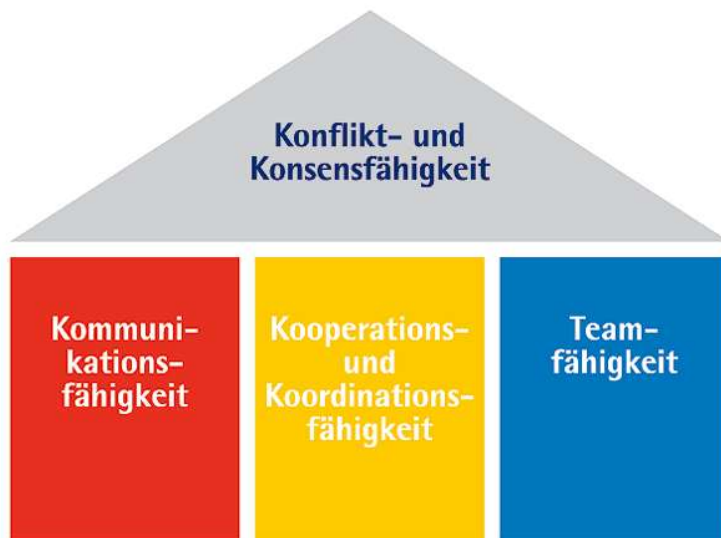 Konflikt- und
Konsensfähigkeit
Kommuni-
kations-
fähigkeit
Kooperations-
und
Koordinations-
fähigkeit
Team-
fähigkeit